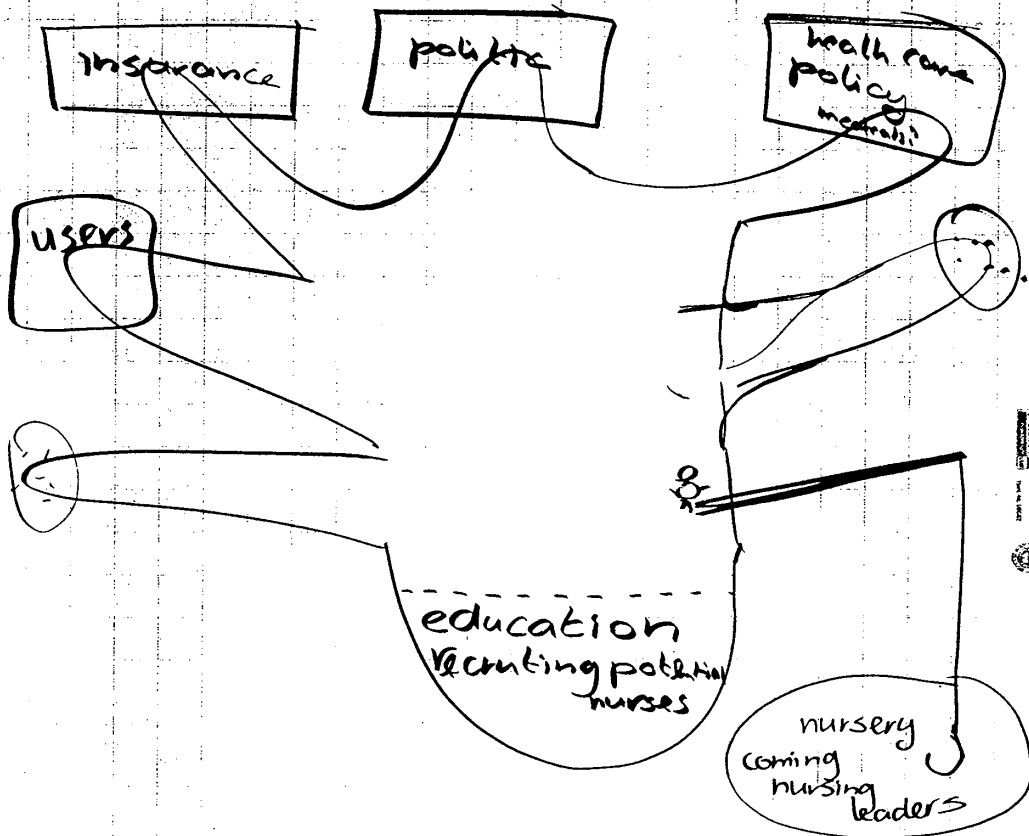 insurance
politic
health care
policy
users
education
recruting potential
nurses
nursery
coming
nursing
leaders